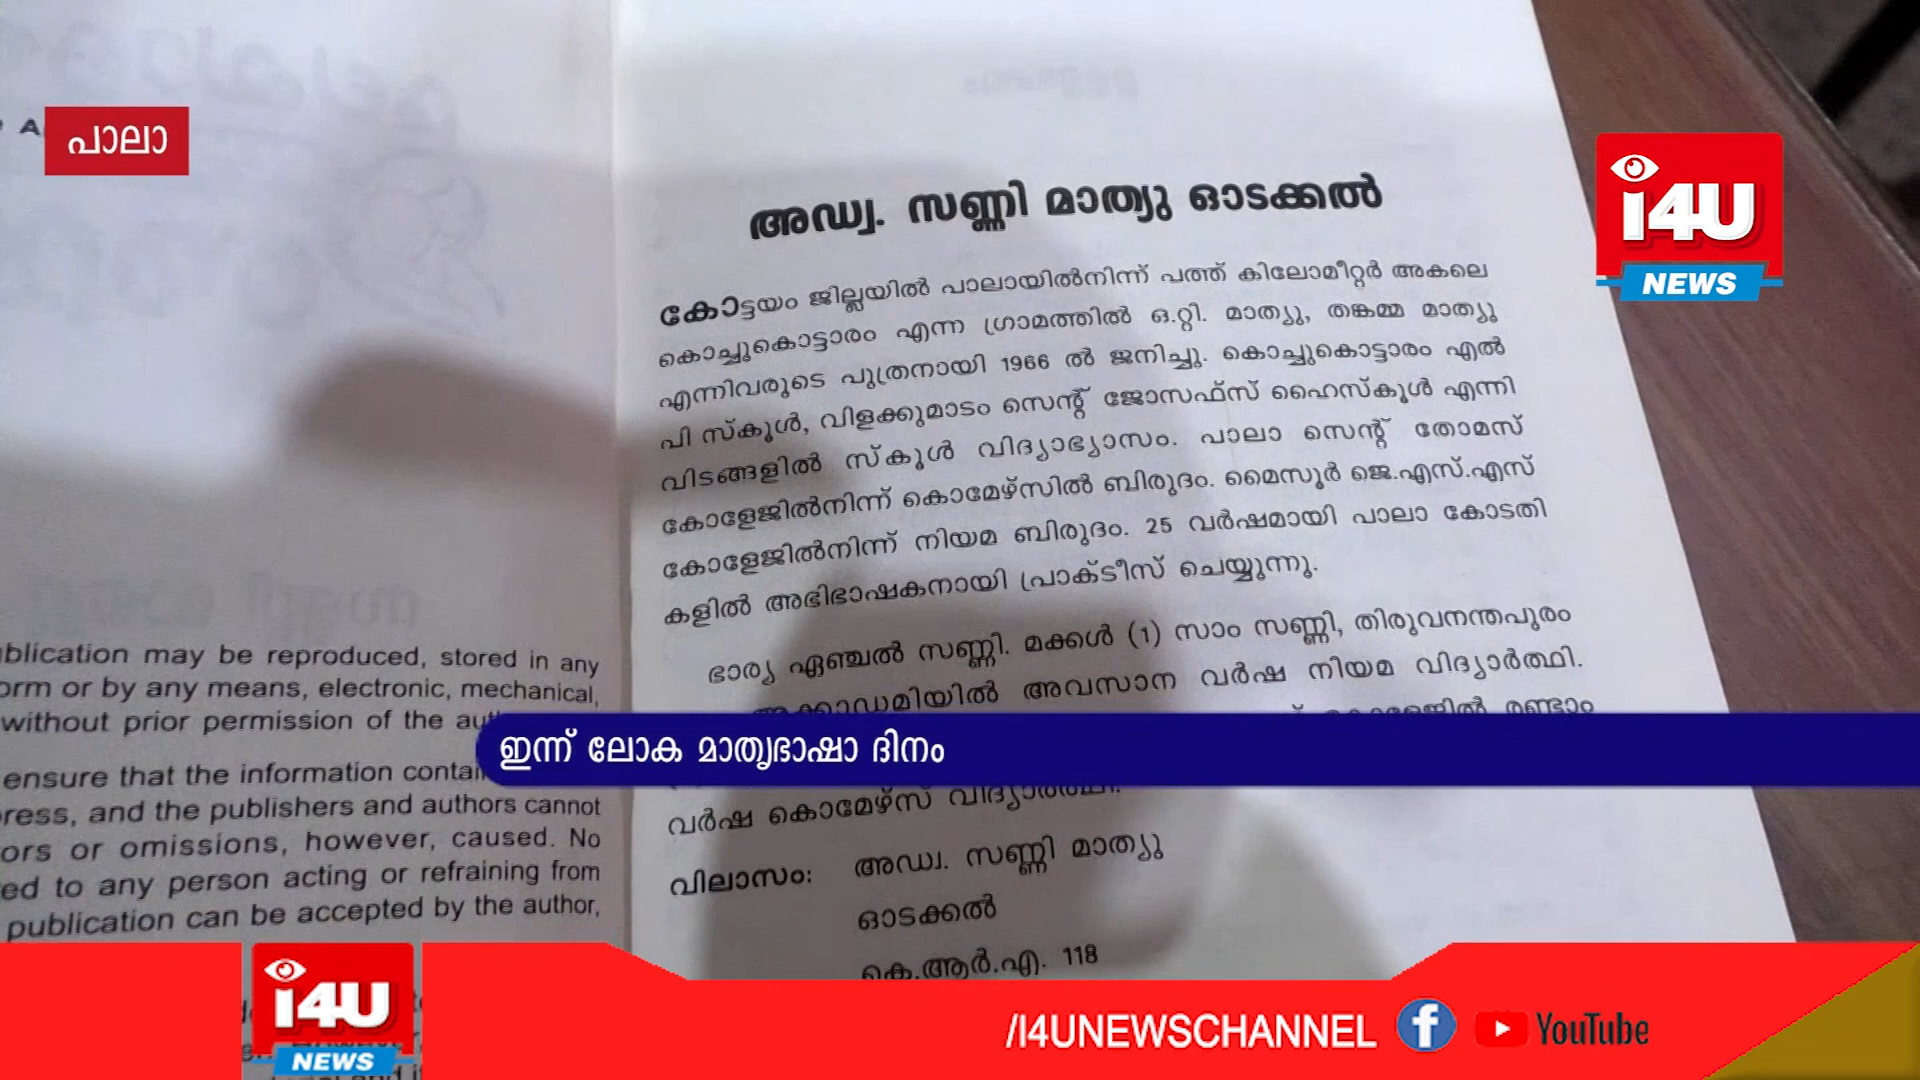 പാലാ
i4U
NEWS
അഡ്വ. സണ്ണി മാത്യു ഓടക്കൽ
കോട്ടയം ജില്ലയിൽ പാലായിൽനിന്ന് പത്ത് കിലോമീറ്റർ അകലെ
കൊച്ചുകൊട്ടാരം എന്ന ഗ്രാമത്തിൽ ഒ.റ്റി. മാത്യു, തങ്കമ്മ മാത്യു
എന്നിവരുടെ പുത്രനായി 1966 ൽ ജനിച്ചു. കൊച്ചുകൊട്ടാരം എൽ
പി സ്കൂൾ, വിളക്കുമാടം സെന്റ് ജോസഫ്സ് ഹൈസ്കൂൾ എന്നി
വിടങ്ങളിൽ സ്കൂൾ വിദ്യാഭ്യാസം. പാലാ സെന്റ് തോമസ്
കോളേജിൽനിന്ന് കൊമേഴ്സിൽ ബിരുദം. മൈസൂർ ജെ.എസ്.എസ്
കോളേജിൽനിന്ന് നിയമ ബിരുദം. 25 വർഷമായി പാലാ കോടതി
കളിൽ അഭിഭാഷകനായി പ്രാക്ടീസ് ചെയ്യുന്നു.
ഭാര്യ ഏഞ്ചൽ സണ്ണി. മക്കൾ (1) സാം സണ്ണി, തിരുവനന്തപുരം
അക്കാഡമിയിൽ അവസാന വർഷ നിയമ വിദ്യാർത്ഥി.
കോളേജിൽ രണ്ടാം
വർഷ കൊമേഴ്സ് വിദ്യാർത്ഥി.
വിലാസം: അഡ്വ. സണ്ണി മാത്യു
ഓടക്കൽ
കെ.ആർ.എ. 118
blication may be reproduced, stored in any
orm or by any means, electronic, mechanical,
without prior permission of the
ensure that the information
ress, and the publishers and authors cannot
ors or omissions, however, caused. No
ed to any person acting or refraining from
publication can be accepted by the author,
ഇന്ന് ലോക മാതൃഭാഷാ ദിനം
i4U
NEWS
/I4UNEWSCHANNEL f YouTube